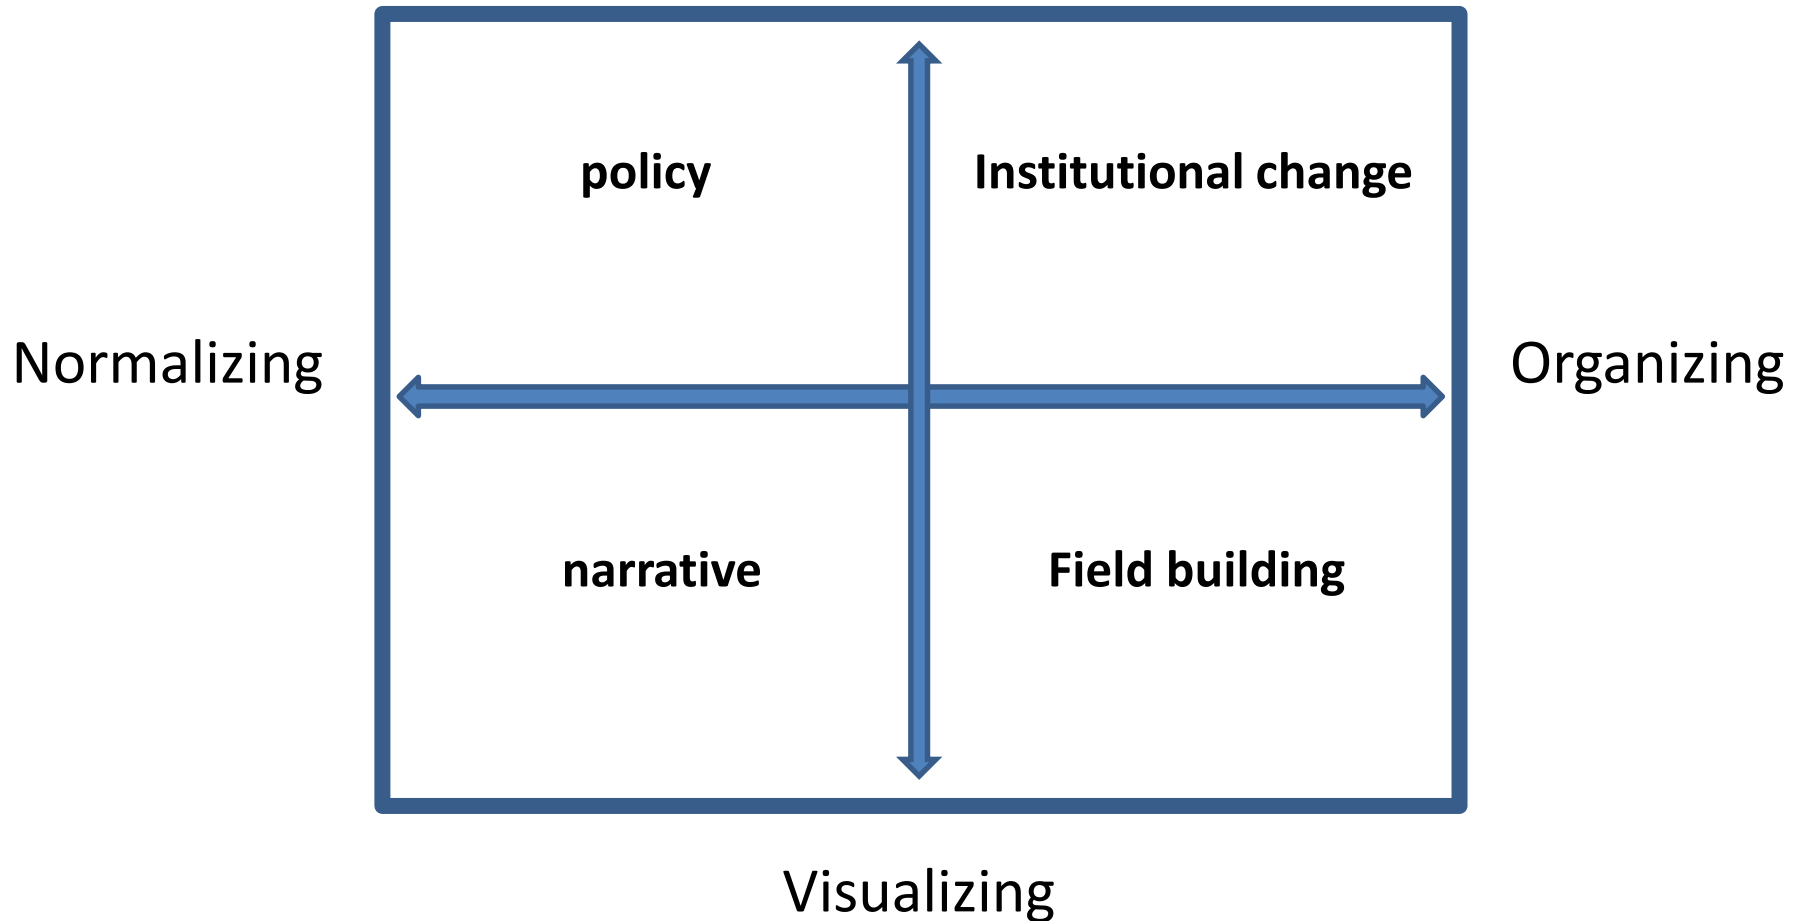 policy
Institutional change
Normalizing
Organizing
narrative
Field building
Visualizing